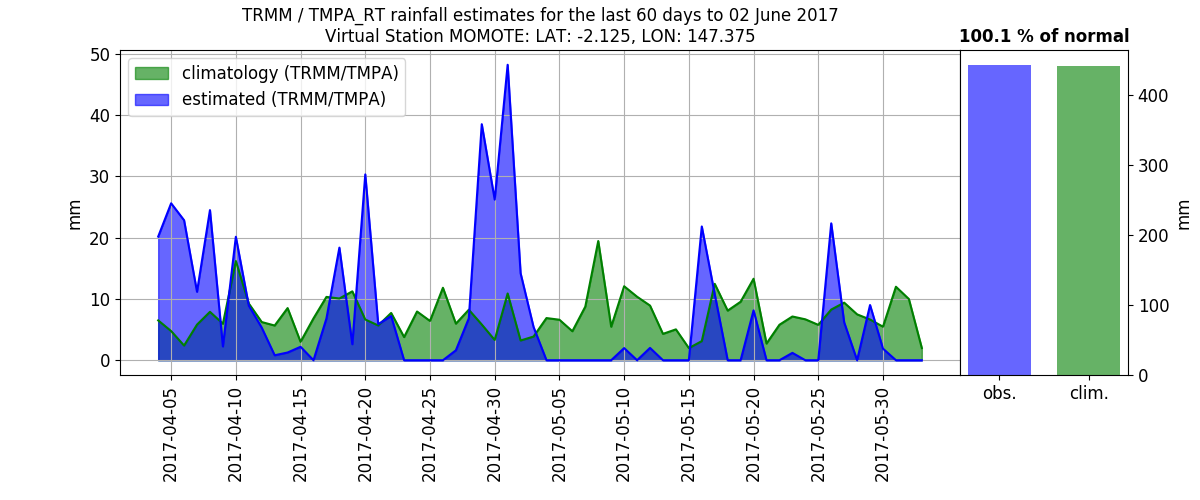 TRMM / TMPA_RT rainfall estimates for the last 60 days to 02 June 2017
Virtual Station MOMOTE: LAT: -2.125, LON: 147.375
100.1 % of normal
climatology (TRMM/TMPA)
estimated (TRMM/TMPA)
50
40
30
20
10
0
mm
2017-04-05
2017-04-10
2017-04-15
2017-04-20
2017-04-25
2017-04-30
2017-05-05
2017-05-10
2017-05-15
2017-05-20
2017-05-25
2017-05-30
400
300
200
100
0
mm
obs.
clim.